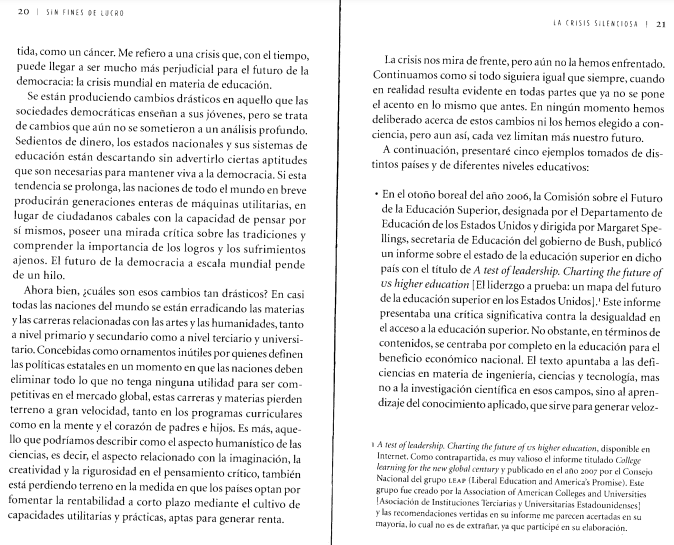 20 | SIN FINES DE LUCRO
tida, como un cáncer. Me refiero a una crisis que, con el tiempo,
puede llegar a ser mucho más perjudicial para el futuro de la
democracia: la crisis mundial en materia de educación.
Se están produciendo cambios drásticos en aquello que las
sociedades democráticas enseñan a sus jóvenes, pero se trata
de cambios que aún no se sometieron a un análisis profundo.
Sedientos de dinero, los estados nacionales y sus sistemas de
educación están descartando sin advertirlo ciertas aptitudes
que son necesarias para mantener viva a la democracia. Si esta
tendencia se prolonga, las naciones de todo el mundo en breve
producirán generaciones enteras de máquinas utilitarias, en
lugar de ciudadanos cabales con la capacidad de pensar por
sí mismos, poseer una mirada crítica sobre las tradiciones y
comprender la importancia de los logros y los sufrimientos
ajenos. El futuro de la democracia a escala mundial pende
de un hilo.
Ahora bien, ¿cuáles son esos cambios tan drásticos? En casi
todas las naciones del mundo se están erradicando las materias
y las carreras relacionadas con las artes y las humanidades, tanto
a nivel primario y secundario como a nivel terciario y universi-
tario. Concebidas como ornamentos inútiles por quienes definen
las políticas estatales en un momento en que las naciones deben
eliminar todo lo que no tenga ninguna utilidad para ser com-
petitivas en el mercado global, estas carreras y materias pierden
terreno a gran velocidad, tanto en los programas curriculares
como en la mente y el corazón de padres e hijos. Es más, aque-
llo que podríamos describir como el aspecto humanístico de las
ciencias, es decir, el aspecto relacionado con la imaginación, la
creatividad y la rigurosidad en el pensamiento crítico, también
está perdiendo terreno en la medida en que los países optan por
fomentar la rentabilidad a corto plazo mediante el cultivo de
capacidades utilitarias y prácticas, aptas para generar renta.
LA CRISIS SILENCIOSA | 21
La crisis nos mira de frente, pero aún no la hemos enfrentado.
Continuamos como si todo siguiera igual que siempre, cuando
en realidad resulta evidente en todas partes que ya no se pone
el acento en lo mismo que antes. En ningún momento hemos
deliberado acerca de estos cambios ni los hemos elegido a con-
ciencia, pero aun así, cada vez limitan más nuestro futuro.
A continuación, presentaré cinco ejemplos tomados de dis-
tintos países y de diferentes niveles educativos:
• En el otoño boreal del año 2006, la Comisión sobre el Futuro
de la Educación Superior, designada por el Departamento de
Educación de los Estados Unidos y dirigida por Margaret Spe-
llings, secretaria de Educación del gobierno de Bush, publicó
un informe sobre el estado de la educación superior en dicho
país con el título de A test of leadership. Charting the future of
us higher education [El liderzgo a prueba: un mapa del futuro
de la educación superior en los Estados Unidos].¹ Este informe
presentaba una crítica significativa contra la desigualdad en
el acceso a la educación superior. No obstante, en términos de
contenidos, se centraba por completo en la educación para el
beneficio económico nacional. El texto apuntaba a las defi-
ciencias en materia de ingeniería, ciencias y tecnología, mas
no a la investigación científica en esos campos, sino al apren-
dizaje del conocimiento aplicado, que sirve para generar veloz-
1 A test of leadership. Charting the future of us higher education, disponible en
Internet. Como contrapartida, es muy valioso el informe titulado College
learning for the new global century y publicado en el año 2007 por el Consejo
Nacional del grupo LEAP (Liberal Education and America's Promise). Este
grupo fue creado por la Association of American Colleges and Universities
[Asociación de Instituciones Terciarias y Universitarias Estadounidenses]
y las recomendaciones vertidas en su informe me parecen acertadas en su
mayoría, lo cual no es de extrañar, ya que participé en su elaboración.